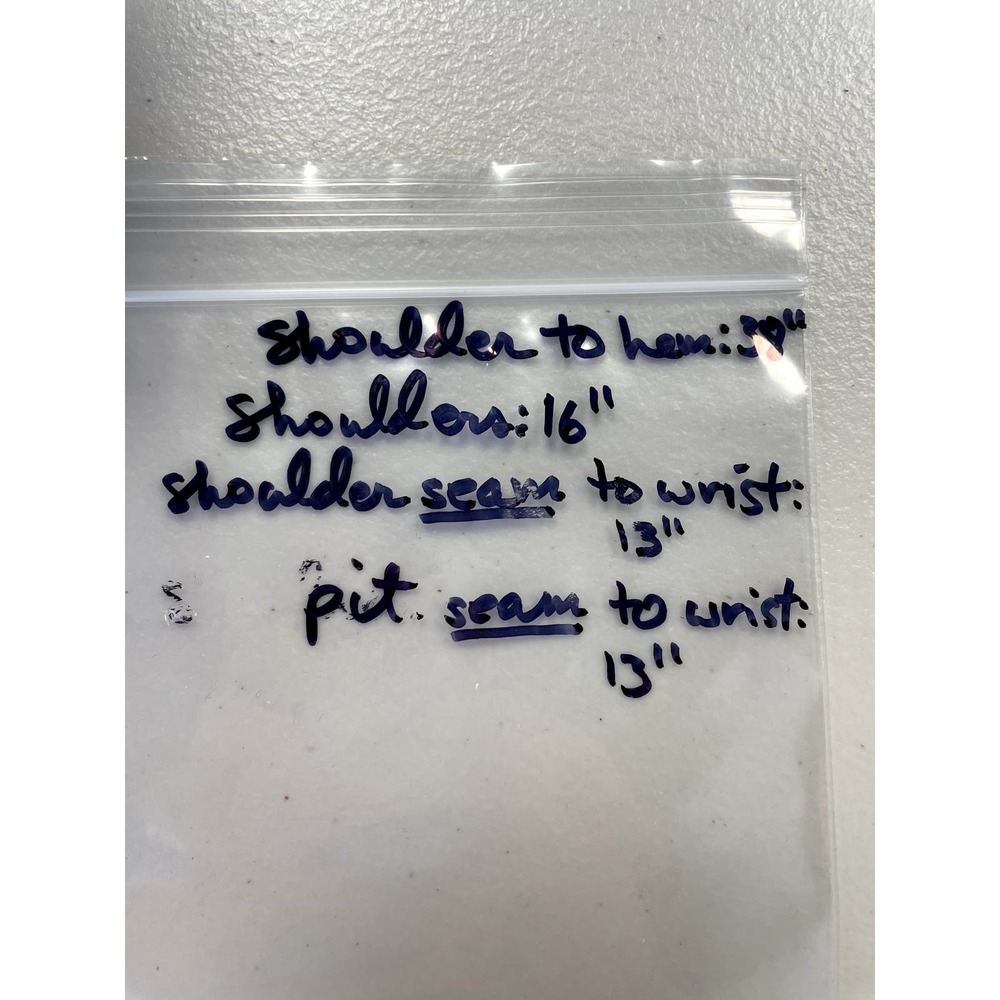 Shoulder to hem:
Shoulders: 16"
Shoulder seam to wrist:
13"
pit seam to wrist:
13"